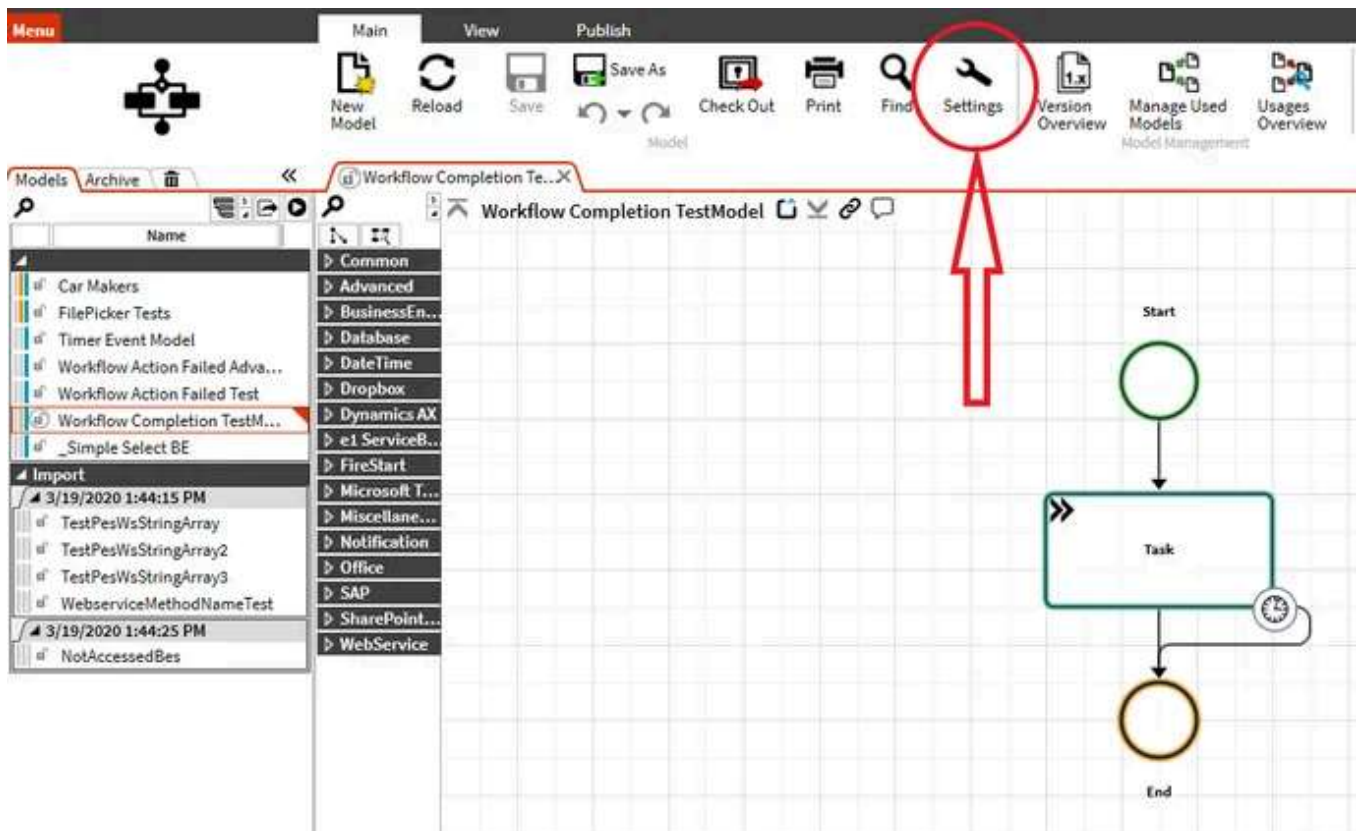 Menu
Main View Publish
New Model
Reload
Save
Save As
Check Out
Print
Find
Settings
Version Overview
Manage Used Models
Usages Overview
Model
Model Management
Models Archive
Workflow Completion Te..
Name
Car Makers
FilePicker Tests
Timer Event Model
Workflow Action Failed Adva...
Workflow Action Failed Test
Workflow Completion TestM...
_Simple Select BE
Import
3/19/2020 1:44:15 PM
TestPesWsStringArray
TestPesWsStringArray2
TestPesWsStringArray3
WebserviceMethodNameTest
3/19/2020 1:44:25 PM
NotAccessedBes
Common
Advanced
BusinessEn...
Database
DateTime
Dropbox
Dynamics AX
e1 ServiceB...
FireStart
Microsoft T...
Miscellane...
Notification
Office
SAP
SharePoint...
WebService
Workflow Completion TestModel
Start
Task
End
1.x